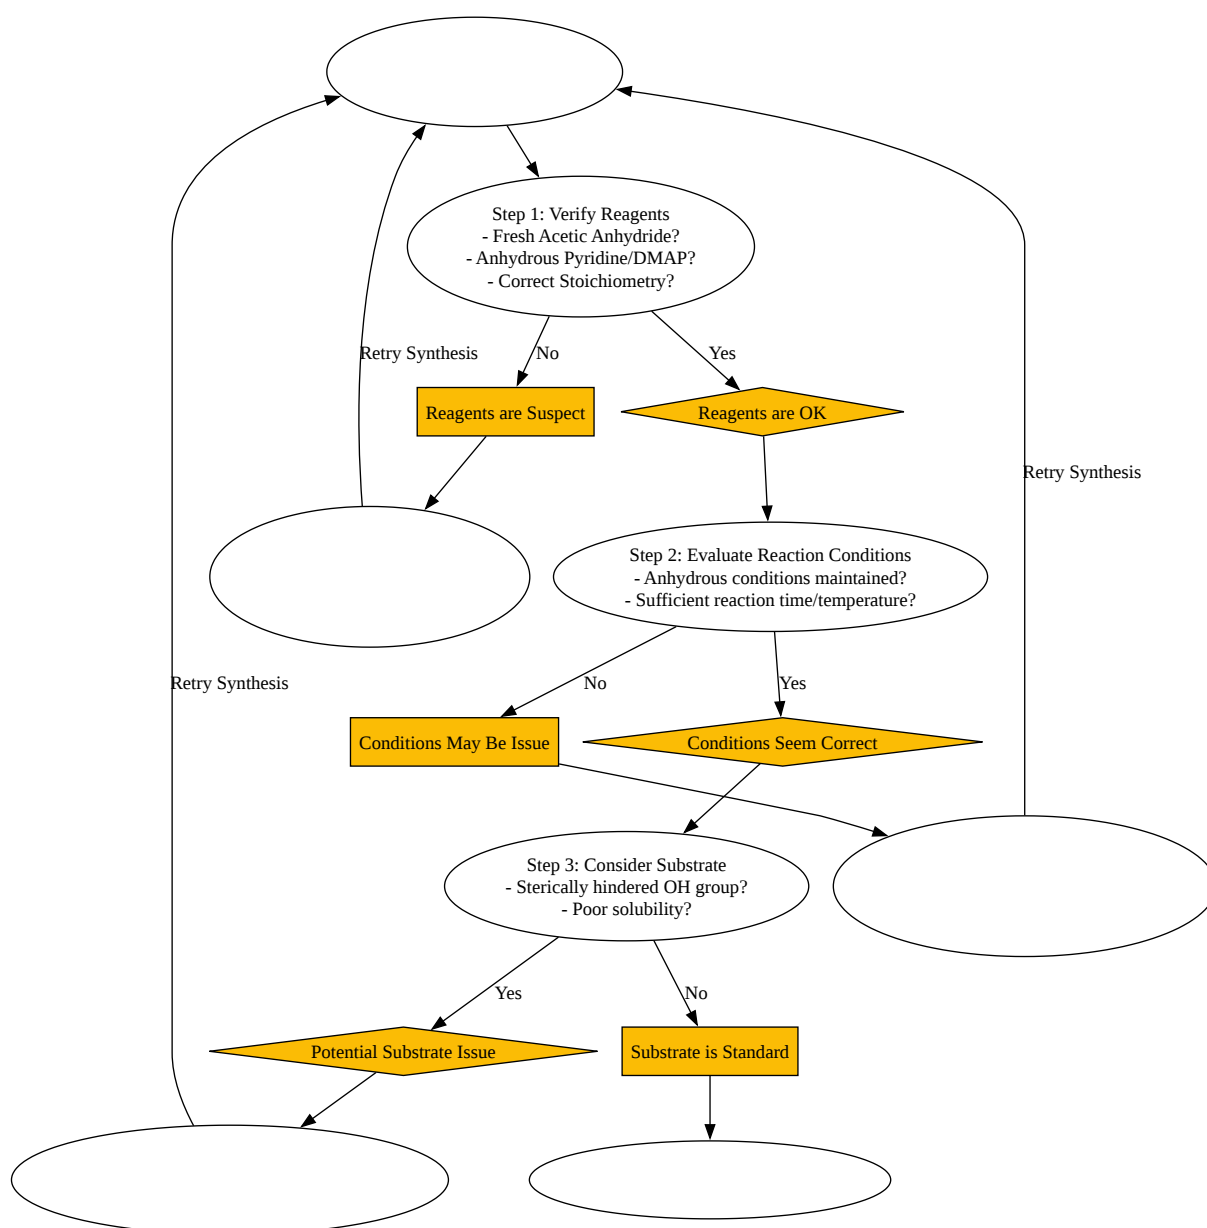 Step 1: Verify Reagents
- Fresh Acetic Anhydride?
- Anhydrous Pyridine/DMAP?
- Correct Stoichiometry?
Retry Synthesis
No
Yes
Reagents are Suspect
Reagents are OK
Retry Synthesis
Step 2: Evaluate Reaction Conditions
- Anhydrous conditions maintained?
- Sufficient reaction time/temperature?
Retry Synthesis
No
Yes
Conditions May Be Issue
Conditions Seem Correct
Step 3: Consider Substrate
- Sterically hindered OH group?
- Poor solubility?
Yes
No
Potential Substrate Issue
Substrate is Standard